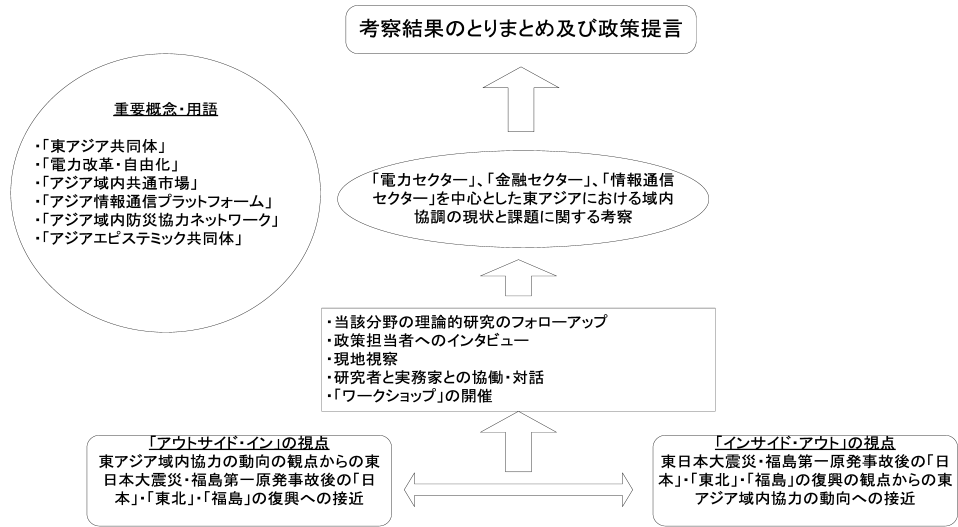 考察結果のとりまとめ及び政策提言
重要概念・用語
・「東アジア共同体」
・「電力改革・自由化」
・「アジア域内共通市場」
・「アジア情報通信プラットフォーム」
・「アジア域内防災協力ネットワーク」
・「アジアエピステミック共同体」
「電力セクター」、「金融セクター」、「情報通信
セクター」を中心とした東アジアにおける域内
協調の現状と課題に関する考察
・当該分野の理論的研究のフォローアップ
・政策担当者へのインタビュー
・現地視察
・研究者と実務家との協働・対話
・「ワークショップ」の開催
「アウトサイド・イン」の視点
東アジア域内協力の動向の観点からの東
日本大震災・福島第一原発事故後の「日
本」・「東北」・「福島」の復興への接近
「インサイド・アウト」の視点
東日本大震災・福島第一原発事故後の「日
本」・「東北」・「福島」の復興の観点からの東
アジア域内協力の動向への接近